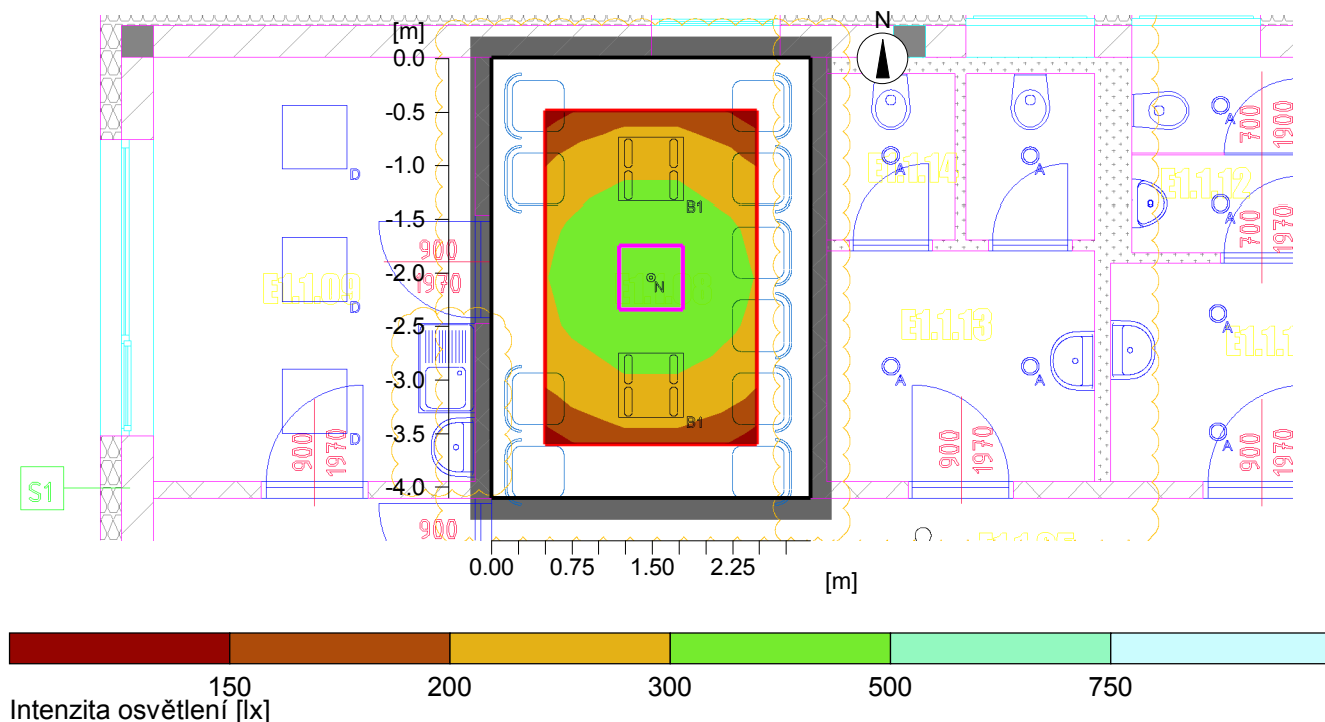 [m]
N
0.0
-0.5
-1.0
-1.5
-2.0
-2.5
-3.0
-3.5
-4.0
B1
N
B1
D
D
D
E1.1.09
900
1970
900
1970
900
S1
E1.1.14
A
A
E1.1.12
A
A
700
1900
700
1970
E1.1.13
A
A
A
A
900
1970
900
1970
0.00 0.75 1.50 2.25
[m]
150 200 300 500 750
Intenzita osvětlení [lx]